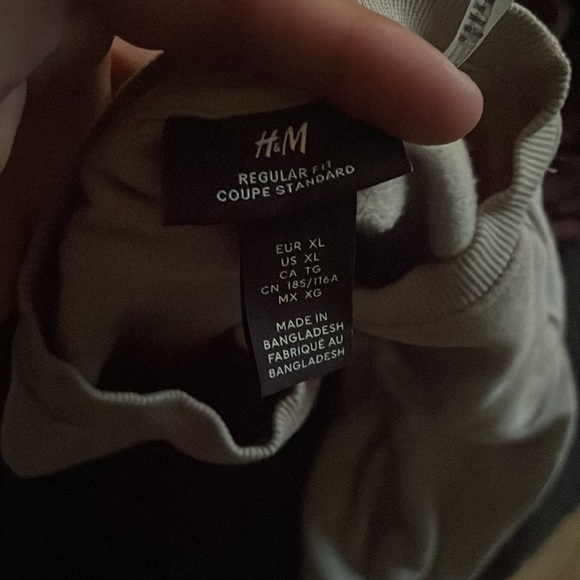 H&M
REGULAR FIT
COUPE STANDARD
EUR XL
US XL
CA TG
CN 185/116A
MX XG
MADE IN
BANGLADESH
FABRIQUÉ AU
BANGLADESH